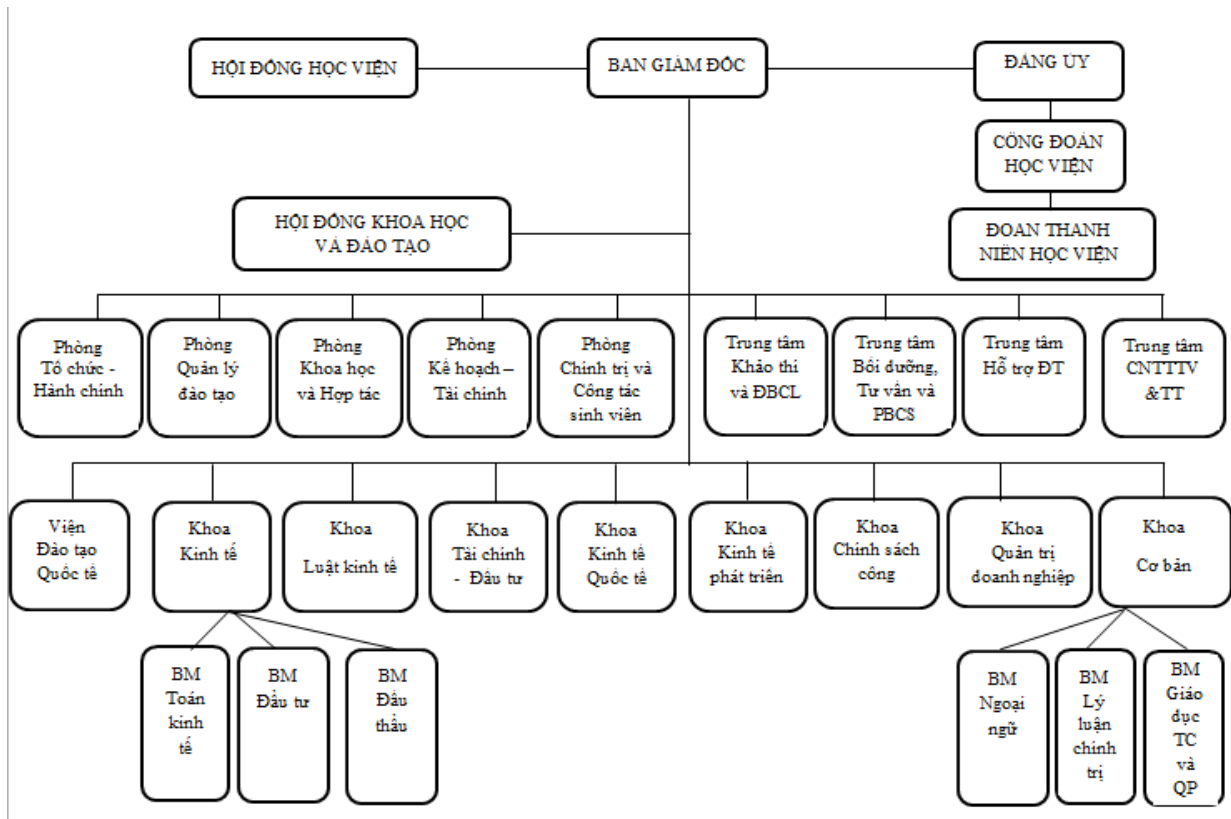 HỘI ĐỒNG HỌC VIỆN
BAN GIÁM ĐỐC
ĐẢNG ỦY
CÔNG ĐOÀN
HỌC VIỆN
HỘI ĐỒNG KHOA HỌC
VÀ ĐÀO TẠO
ĐOÀN THANH
NIÊN HỌC VIỆN
Phòng
Tổ chức -
Hành chính
Phòng
Quản lý
đào tạo
Phòng
Khoa học
và Hợp tác
Phòng
Kế hoạch –
Tài chính
Phòng
Chính trị và
Công tác
sinh viên
Trung tâm
Khảo thí
và ĐBCL
Trung tâm
Bồi dưỡng,
Tư vấn và
PBCS
Trung tâm
Hỗ trợ ĐT
Trung tâm
CNTTTV
&TT
Viện
Đào tạo
Quốc tế
Khoa
Kinh tế
Khoa
Luật kinh tế
Khoa
Tài chính
- Đầu tư
Khoa
Kinh tế
Quốc tế
Khoa
Kinh tế
phát triển
Khoa
Chính sách
công
Khoa
Quản trị
doanh nghiệp
Khoa
Cơ bản
BM
Toán
kinh
tế
BM
Đầu tư
BM
Đấu
thầu
BM
Ngoại
ngữ
BM
Lý
luận
chính
trị
BM
Giáo
dục
TC
và
QP